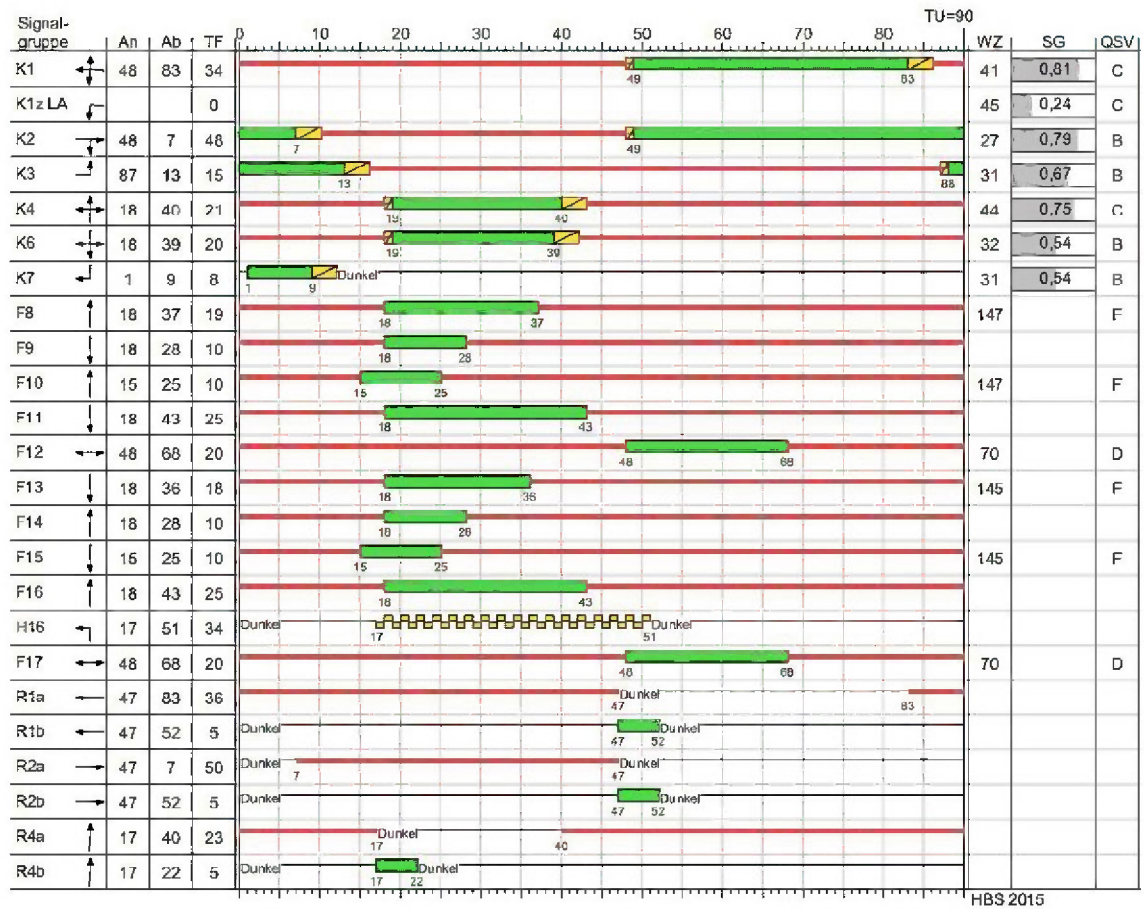 TU=90
Signal-
gruppe An Ab TF 0 10 20 30 40 50 60 70 80 WZ SG QSV
K1 48 83 34 49 83 41 0,81 C
K1z LA 0 45 0,24 C
K2 48 7 48 7 49 27 0,79 B
K3 87 13 15 13 88 31 0,67 B
K4 18 40 21 19 40 44 0,75 C
K6 18 39 20 19 39 32 0,54 B
K7 1 9 8 1 9 Dunkel 31 0,54 B
F8 18 37 19 18 37 147 F
F9 18 28 10 18 28
F10 15 25 10 15 25 147 F
F11 18 43 25 18 43
F12 48 68 20 48 68 70 D
F13 18 36 18 18 36 145 F
F14 18 28 10 18 28
F15 15 25 10 15 25 145 F
F16 18 43 25 18 43
H16 17 51 34 Dunkel 17 51 Dunkel
F17 48 68 20 48 68 70 D
R1a 47 83 36 47 Dunkel 83
R1b 47 52 5 Dunkel 47 52 Dunkel
R2a 47 7 50 Dunkel 7 47 Dunkel
R2b 47 52 5 Dunkel 47 52 Dunkel
R4a 17 40 23 17 Dunkel 40
R4b 17 22 5 Dunkel 17 22 Dunkel
HBS 2015